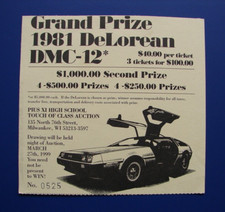 Grand Prize
1981 DeLorean
DMC-12*
$40.00 per ticket
3 tickets for $100.00
$1,000.00 Second Prize
4-$500.00 Prizes 4-$250.00 Prizes
PIUS XI HIGH SCHOOL
TOUCH OF CLASS AUCTION
135 North 76th Street,
Milwaukee, WI 53213-3597
Drawing will be held
night of Auction,
MARCH
27th, 1999
You need
not be
present
to WIN!
No. 0525